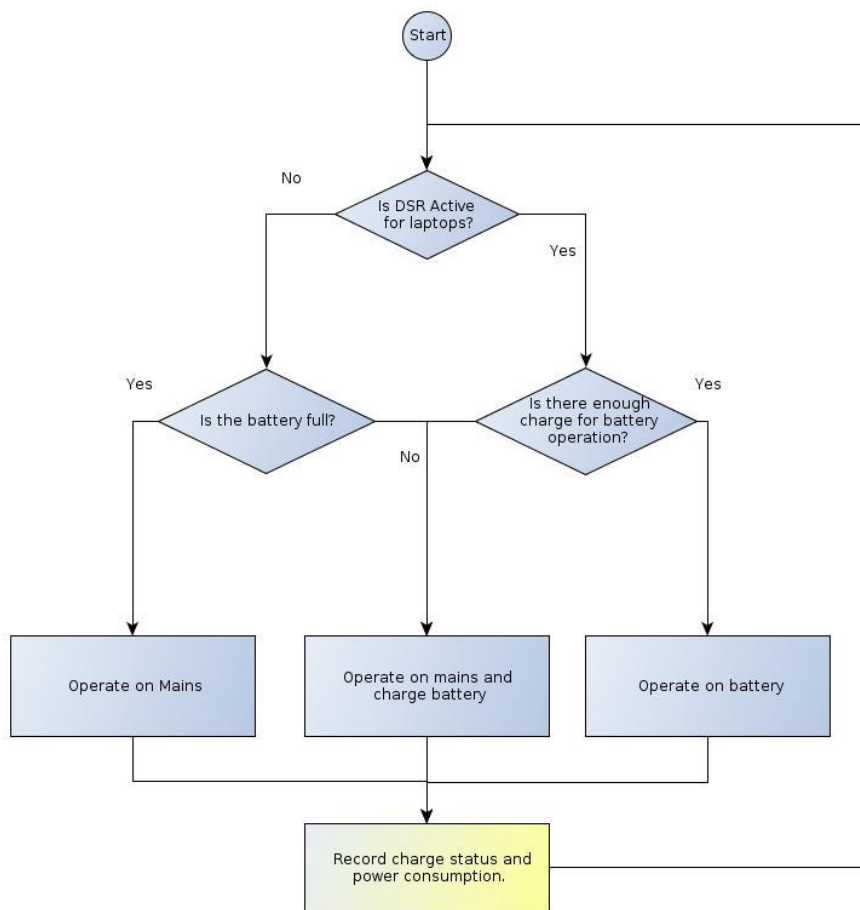 Start
No
Is DSR Active
for laptops?
Yes
Yes
Is the battery full?
No
Is there enough
charge for battery
operation?
Yes
Operate on Mains
Operate on mains and
charge battery
Operate on battery
Record charge status and
power consumption.